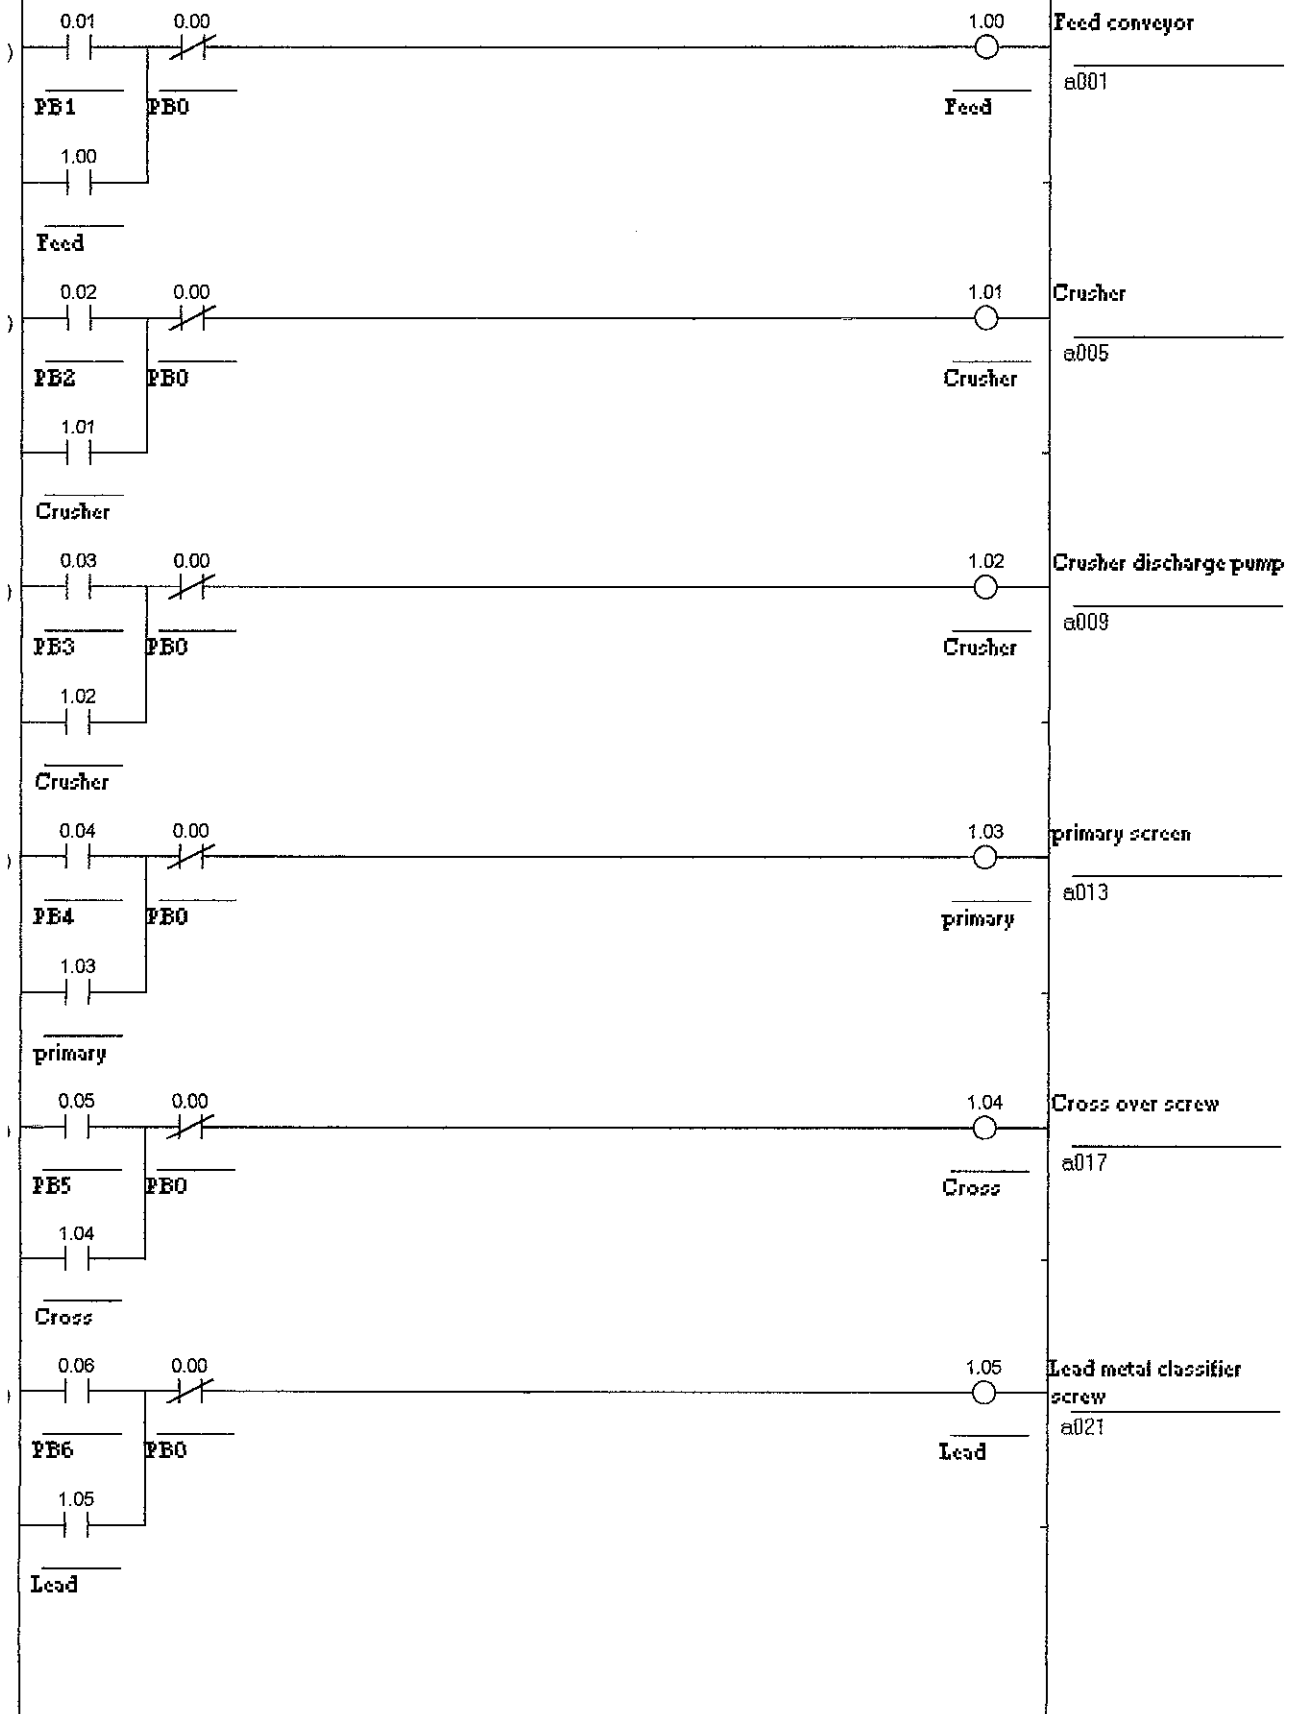 0.01 0.00 1.00 Feed conveyor
a001
PB1 PB0 Feed
1.00
Feed
0.02 0.00 1.01 Crusher
a005
PB2 PB0 Crusher
1.01
Crusher
0.03 0.00 1.02 Crusher discharge pump
a009
PB3 PB0 Crusher
1.02
Crusher
0.04 0.00 1.03 primary screen
a013
PB4 PB0 primary
1.03
primary
0.05 0.00 1.04 Cross over screw
a017
PB5 PB0 Cross
1.04
Cross
0.06 0.00 1.05 Lead metal classifier
screw
a021
PB6 PB0 Lead
1.05
Lead